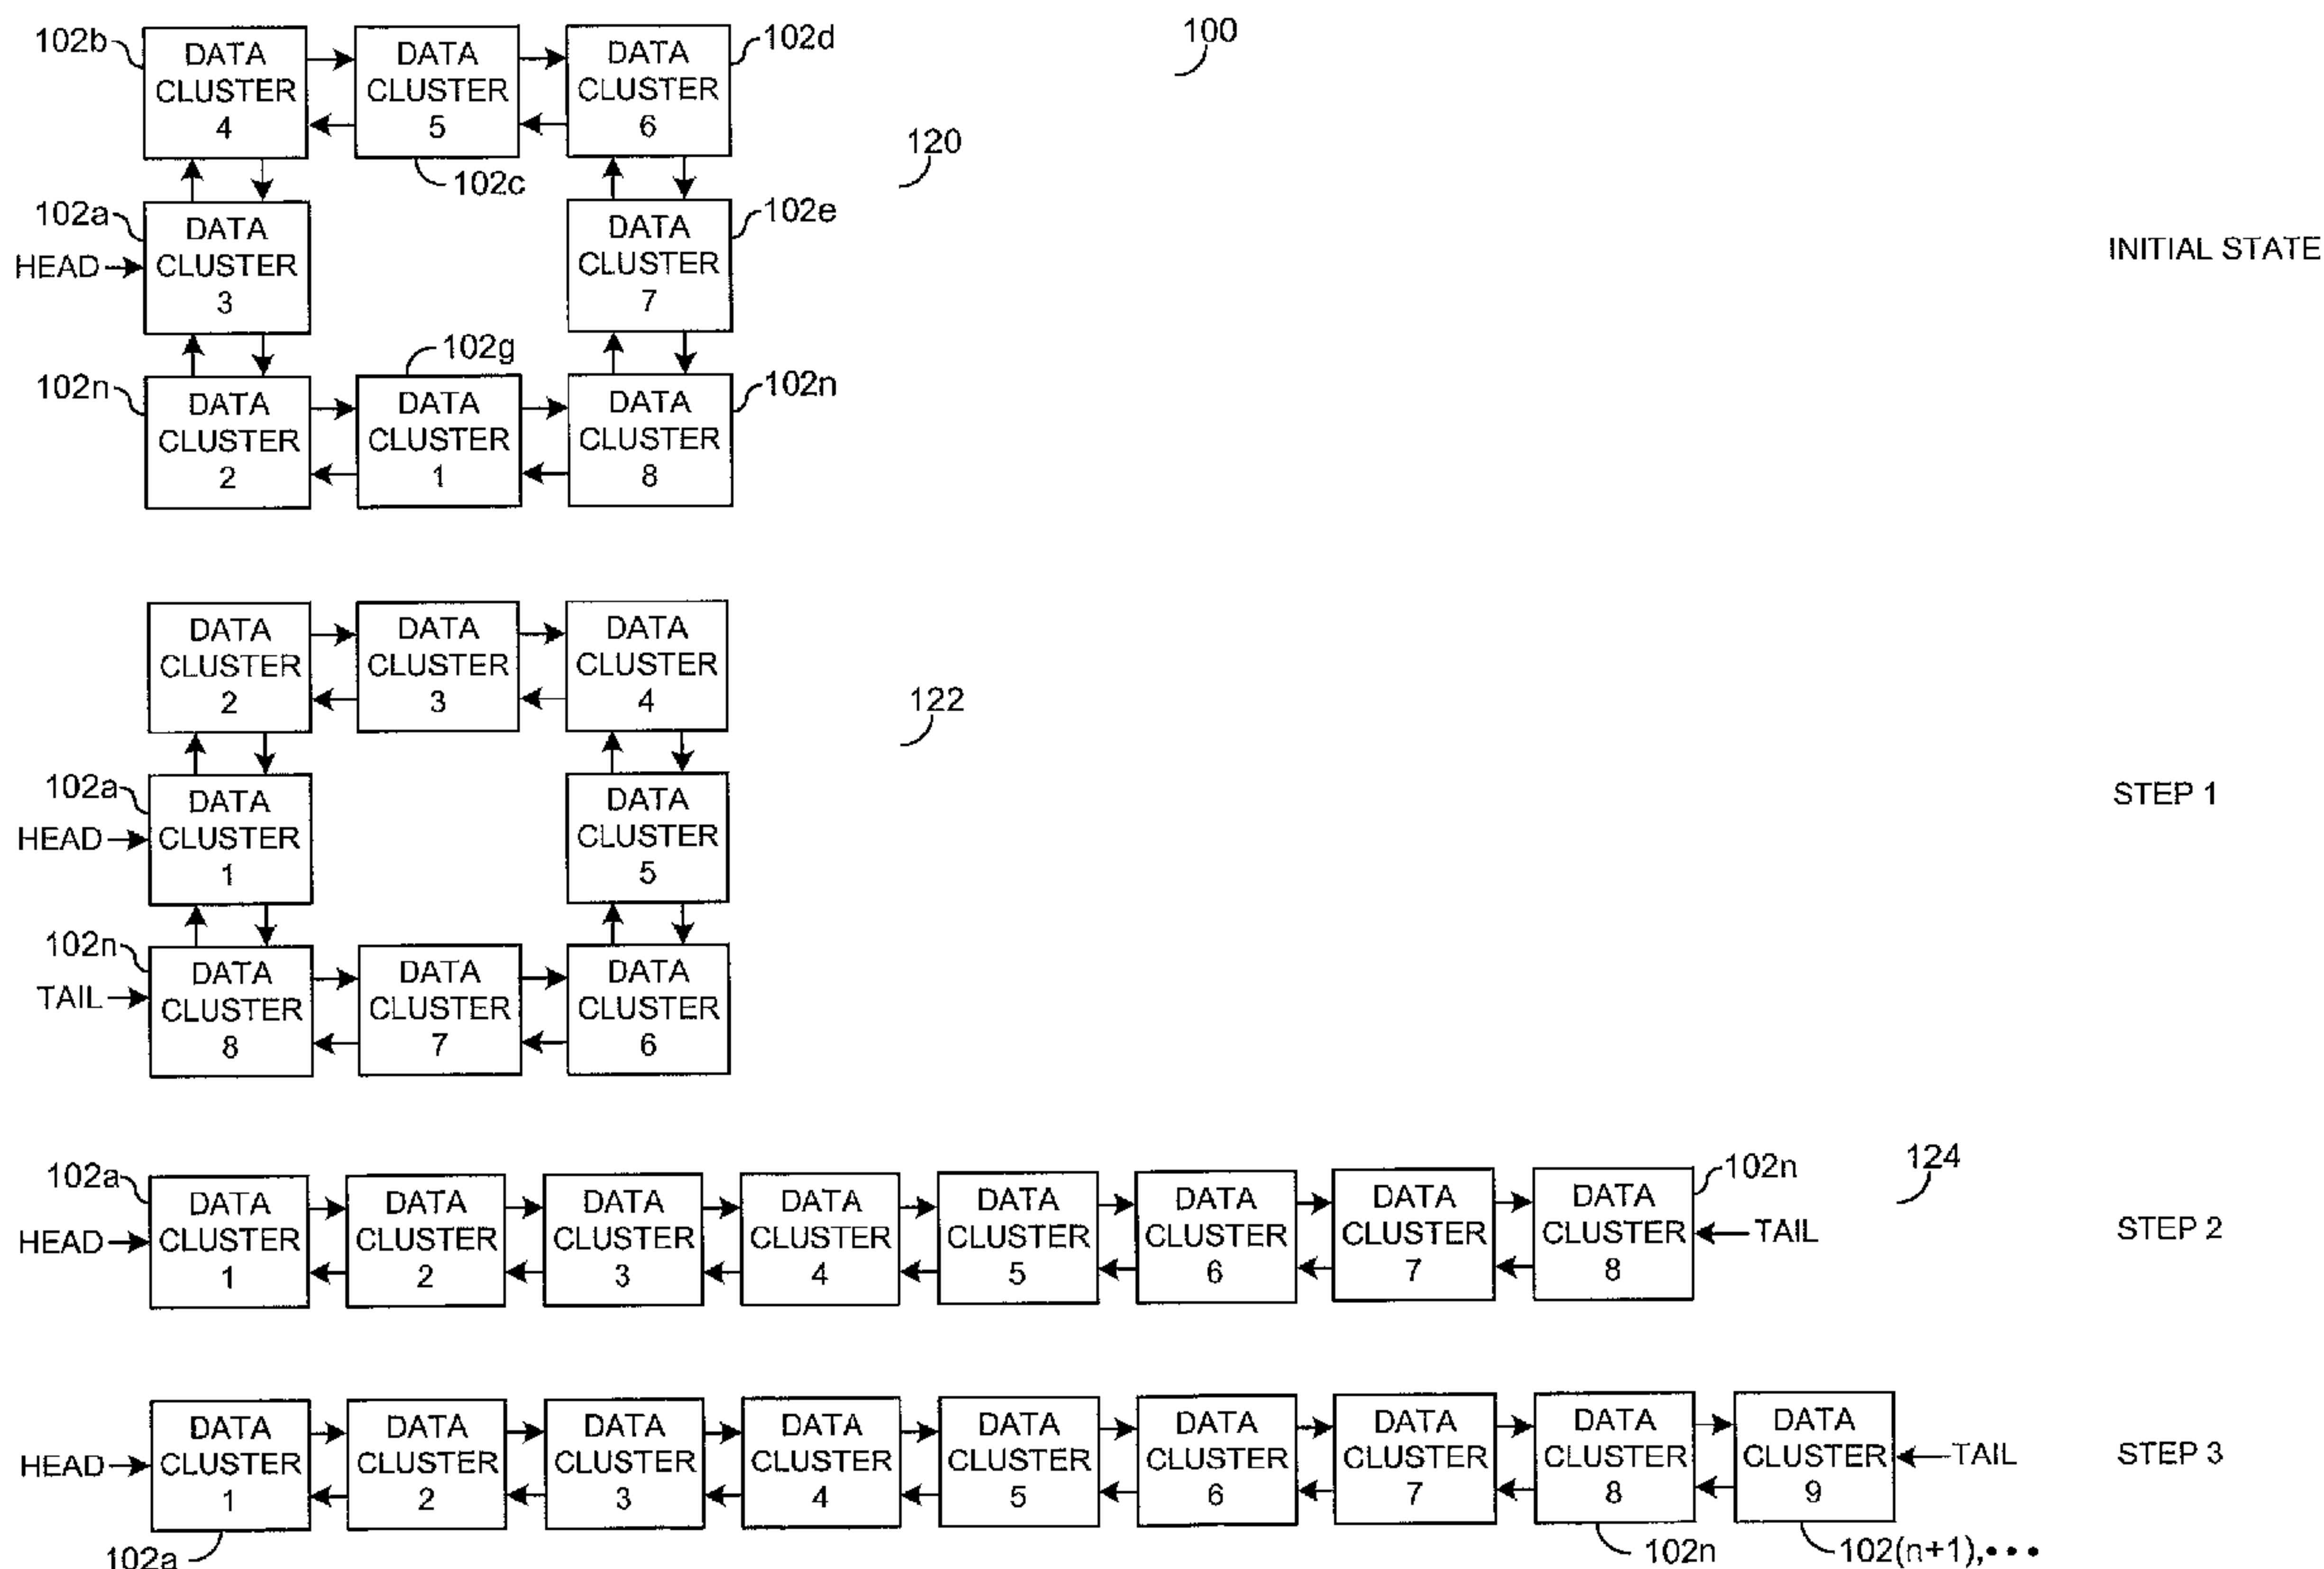 100
102b
DATA CLUSTER 4
DATA CLUSTER 5
DATA CLUSTER 6
102d
102c
120
102a
HEAD
DATA CLUSTER 3
DATA CLUSTER 7
102e
INITIAL STATE
102g
102n
DATA CLUSTER 2
DATA CLUSTER 1
DATA CLUSTER 8
102n
DATA CLUSTER 2
DATA CLUSTER 3
DATA CLUSTER 4
122
102a
HEAD
DATA CLUSTER 1
DATA CLUSTER 5
STEP 1
102n
TAIL
DATA CLUSTER 8
DATA CLUSTER 7
DATA CLUSTER 6
102a
HEAD
DATA CLUSTER 1
DATA CLUSTER 2
DATA CLUSTER 3
DATA CLUSTER 4
DATA CLUSTER 5
DATA CLUSTER 6
DATA CLUSTER 7
DATA CLUSTER 8
102n
TAIL
124
STEP 2
HEAD
DATA CLUSTER 1
DATA CLUSTER 2
DATA CLUSTER 3
DATA CLUSTER 4
DATA CLUSTER 5
DATA CLUSTER 6
DATA CLUSTER 7
DATA CLUSTER 8
DATA CLUSTER 9
TAIL
STEP 3
102a
102n
102(n+1),•••